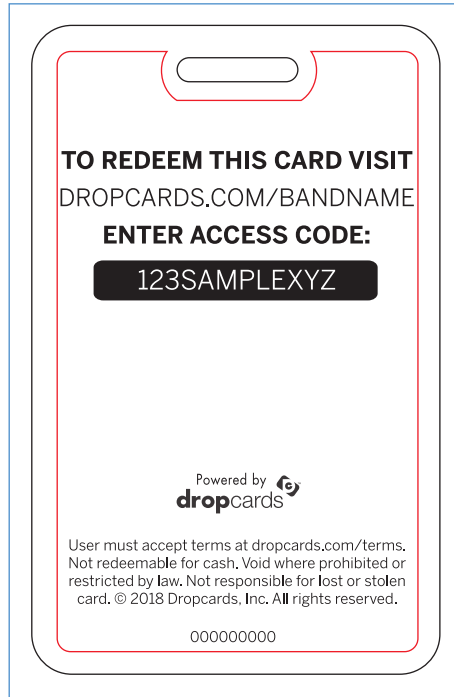 TO REDEEM THIS CARD VISIT
DROPCARDS.COM/BANDNAME
ENTER ACCESS CODE:
123SAMPLEXYZ
Powered by
dropcards
User must accept terms at dropcards.com/terms.
Not redeemable for cash. Void where prohibited or
restricted by law. Not responsible for lost or stolen
card. © 2018 Dropcards, Inc. All rights reserved.
000000000